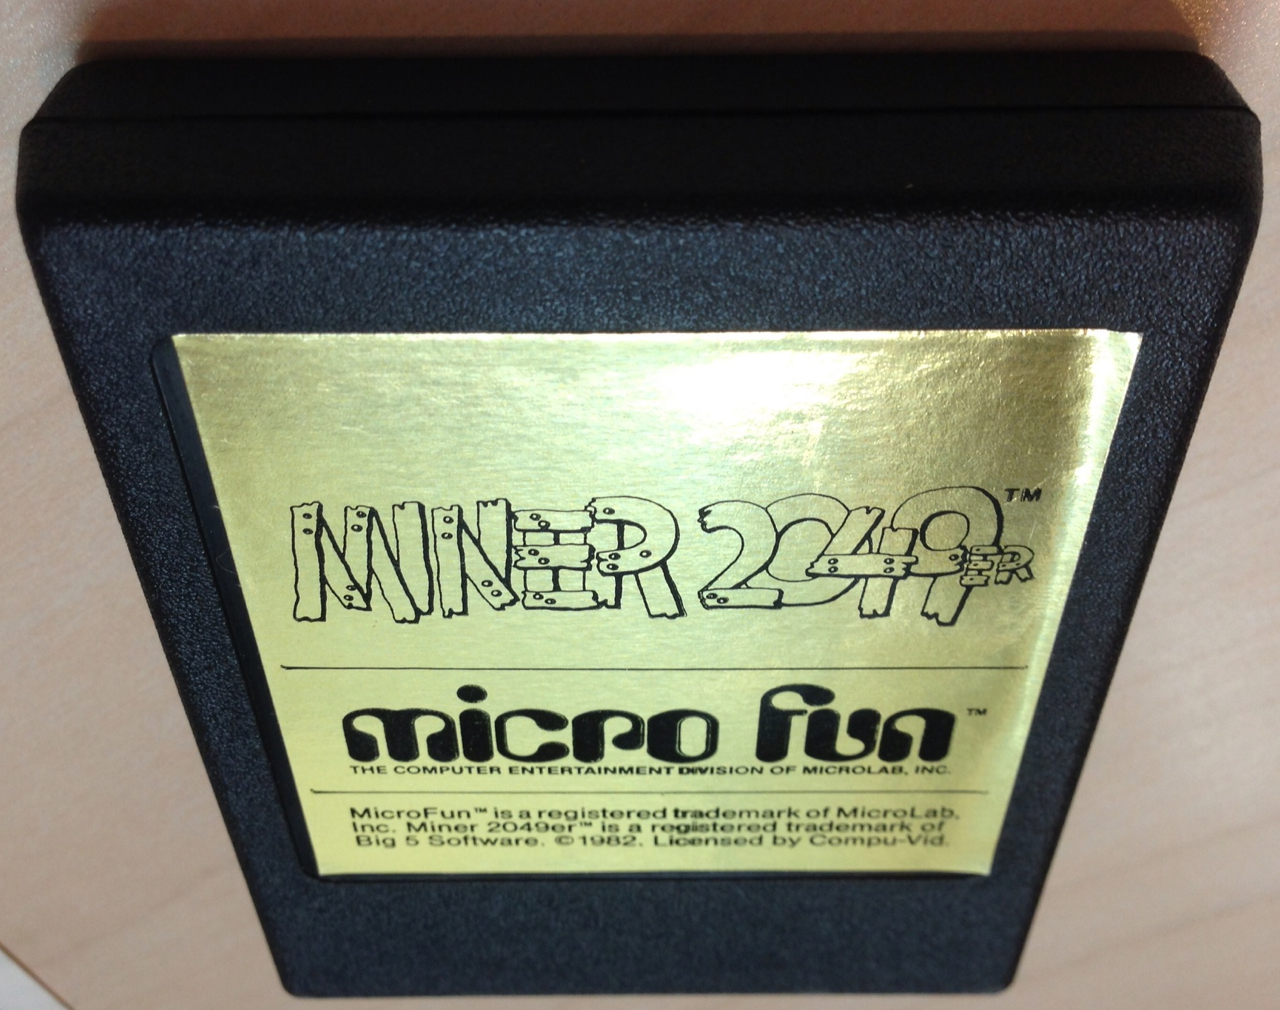 MINER 2049ER™
micro fun™
THE COMPUTER ENTERTAINMENT DIVISION OF MICROLAB, INC.
MicroFun™ is a registered trademark of MicroLab,
Inc. Miner 2049er™ is a registered trademark of
Big 5 Software. ©1982. Licensed by Compu-Vid.